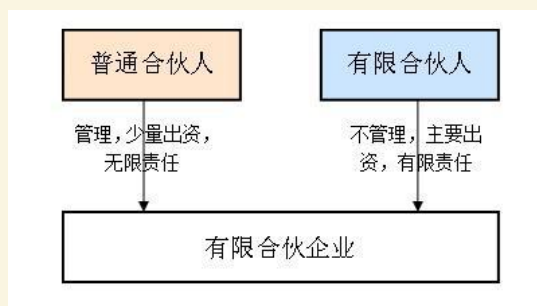 普通合伙人
有限合伙人
管理，少量出资，
无限责任
不管理，主要出
资，有限责任
有限合伙企业